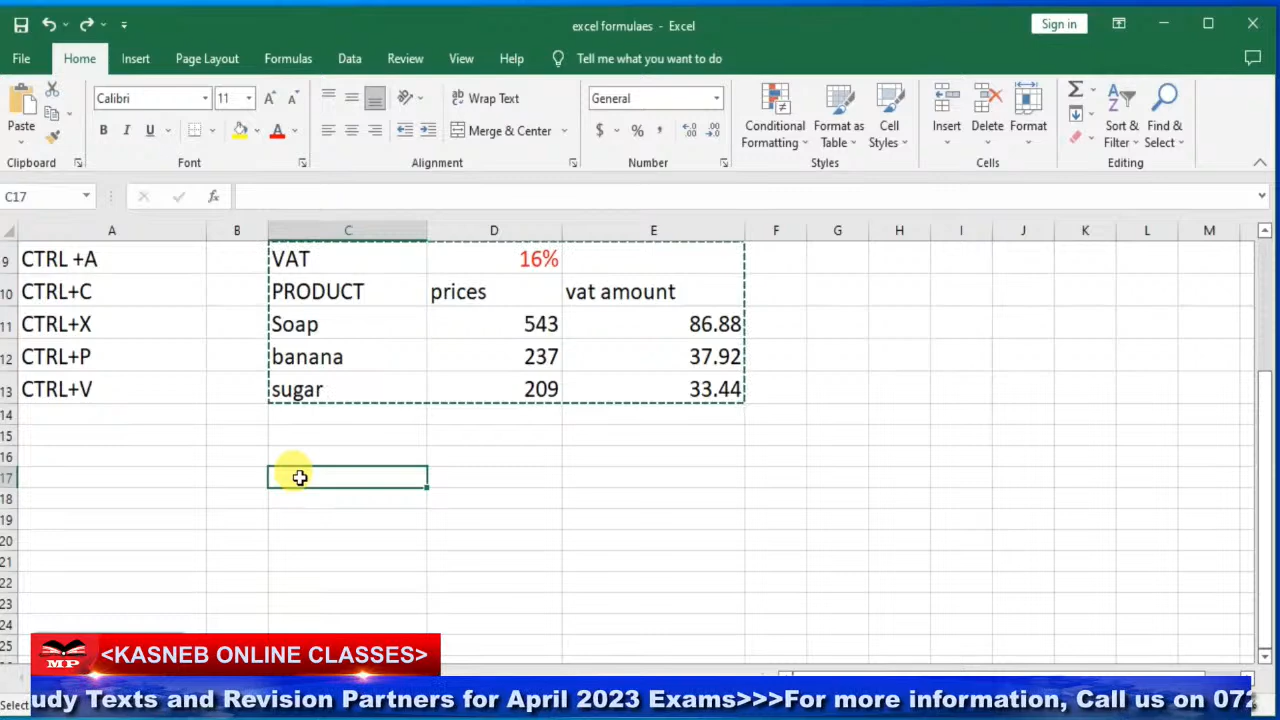 excel formulaes - Excel
Sign in
File Home Insert Page Layout Formulas Data Review View Help Tell me what you want to do
Paste
Clipboard
Calibri 11
B I U
Font
Wrap Text
Merge & Center
Alignment
General
$ % ,
Number
Conditional Formatting
Format as Table
Cell Styles
Styles
Insert Delete Format
Cells
Sort & Filter
Find & Select
Editing
C17
fx
A B C D E F G H I J K L M
9 CTRL +A VAT 16%
10 CTRL+C PRODUCT prices vat amount
11 CTRL+X Soap 543 86.88
12 CTRL+P banana 237 37.92
13 CTRL+V sugar 209 33.44
14
15
16
17
18
19
20
21
22
23
24
25
MP
<KASNEB ONLINE CLASSES>
Select
udy Texts and Revision Partners for April 2023 Exams>>>For more information, Call us on 072